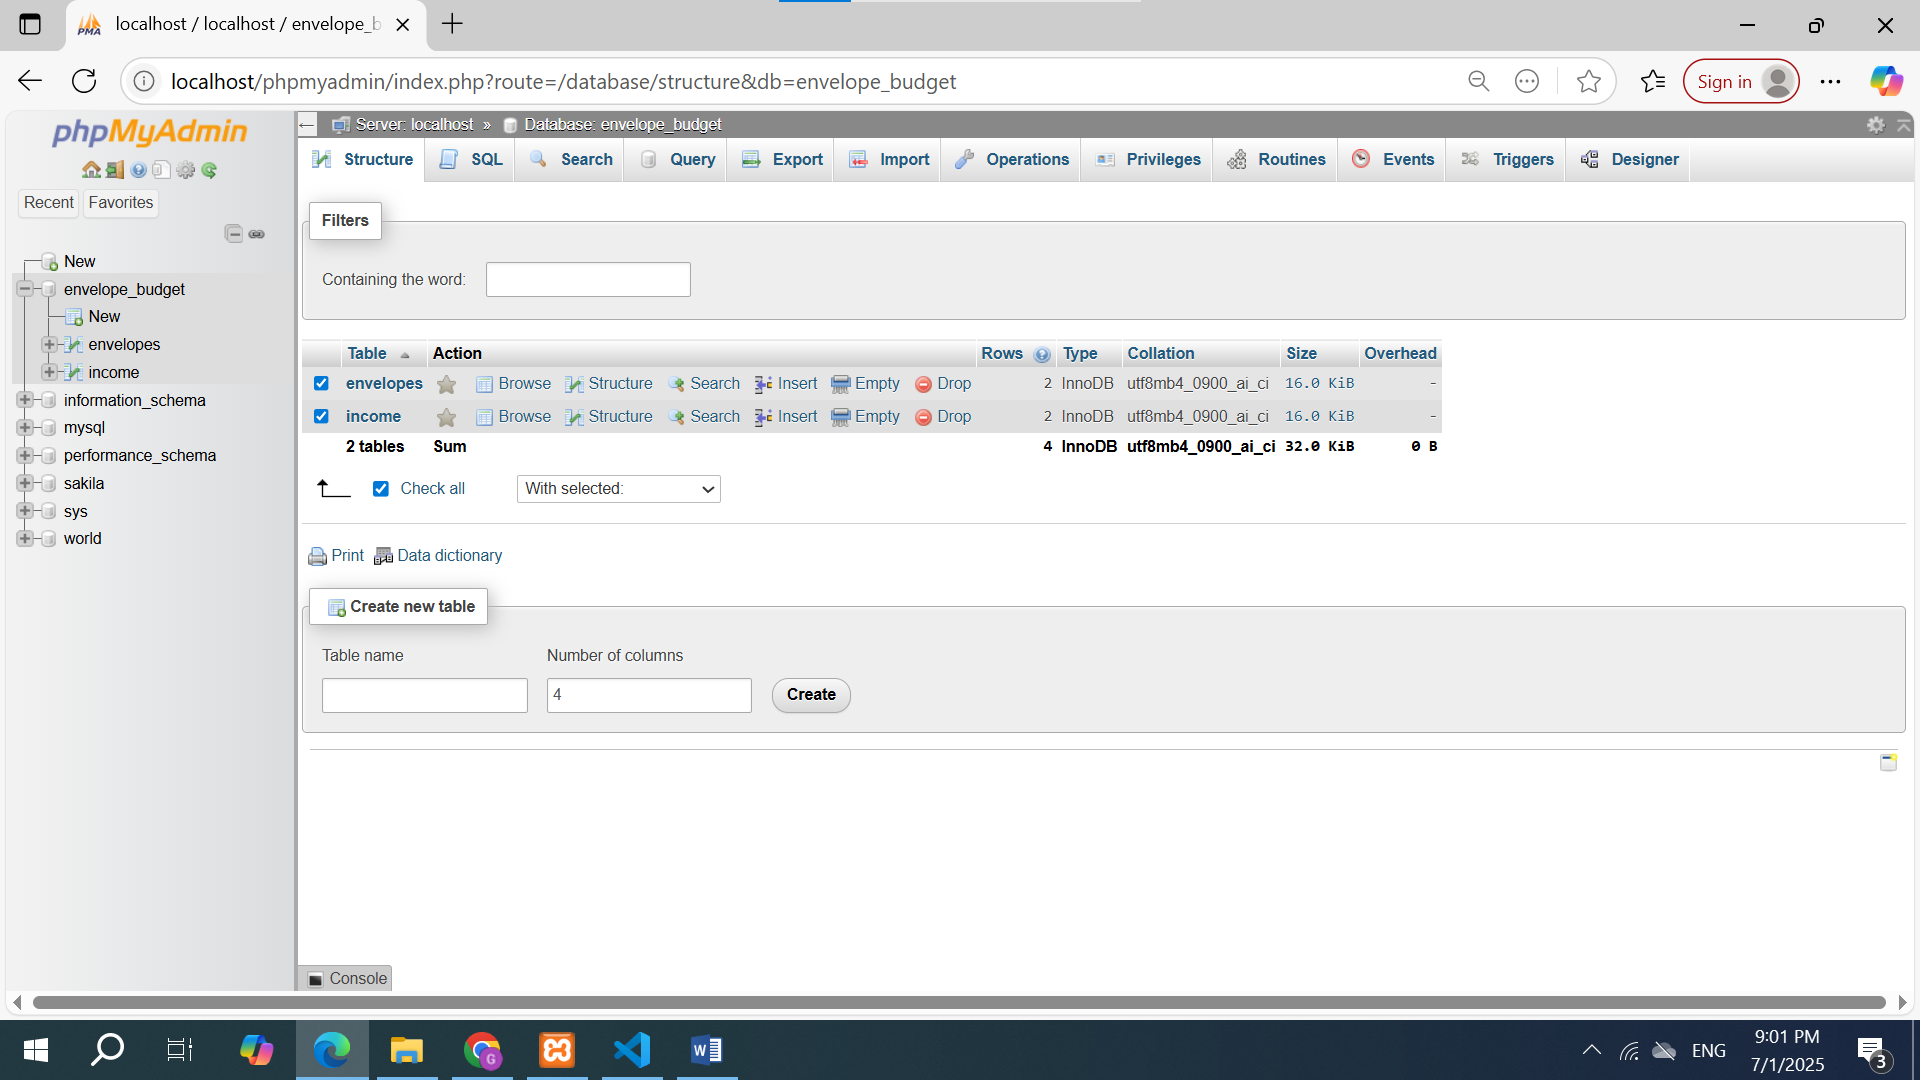 localhost / localhost / envelope_b
localhost/phpmyadmin/index.php?route=/database/structure&db=envelope_budget
Sign in
phpMyAdmin
Recent Favorites
New
envelope_budget
New
envelopes
income
information_schema
mysql
performance_schema
sakila
sys
world
Server: localhost » Database: envelope_budget
Structure SQL Search Query Export Import Operations Privileges Routines Events Triggers Designer
Filters
Containing the word:
Table Action Rows Type Collation Size Overhead
envelopes Browse Structure Search Insert Empty Drop 2 InnoDB utf8mb4_0900_ai_ci 16.0 KiB -
income Browse Structure Search Insert Empty Drop 2 InnoDB utf8mb4_0900_ai_ci 16.0 KiB -
2 tables Sum 4 InnoDB utf8mb4_0900_ai_ci 32.0 KiB 0 B
Check all With selected:
Print Data dictionary
Create new table
Table name Number of columns
4 Create
Console
ENG
9:01 PM
7/1/2025
3